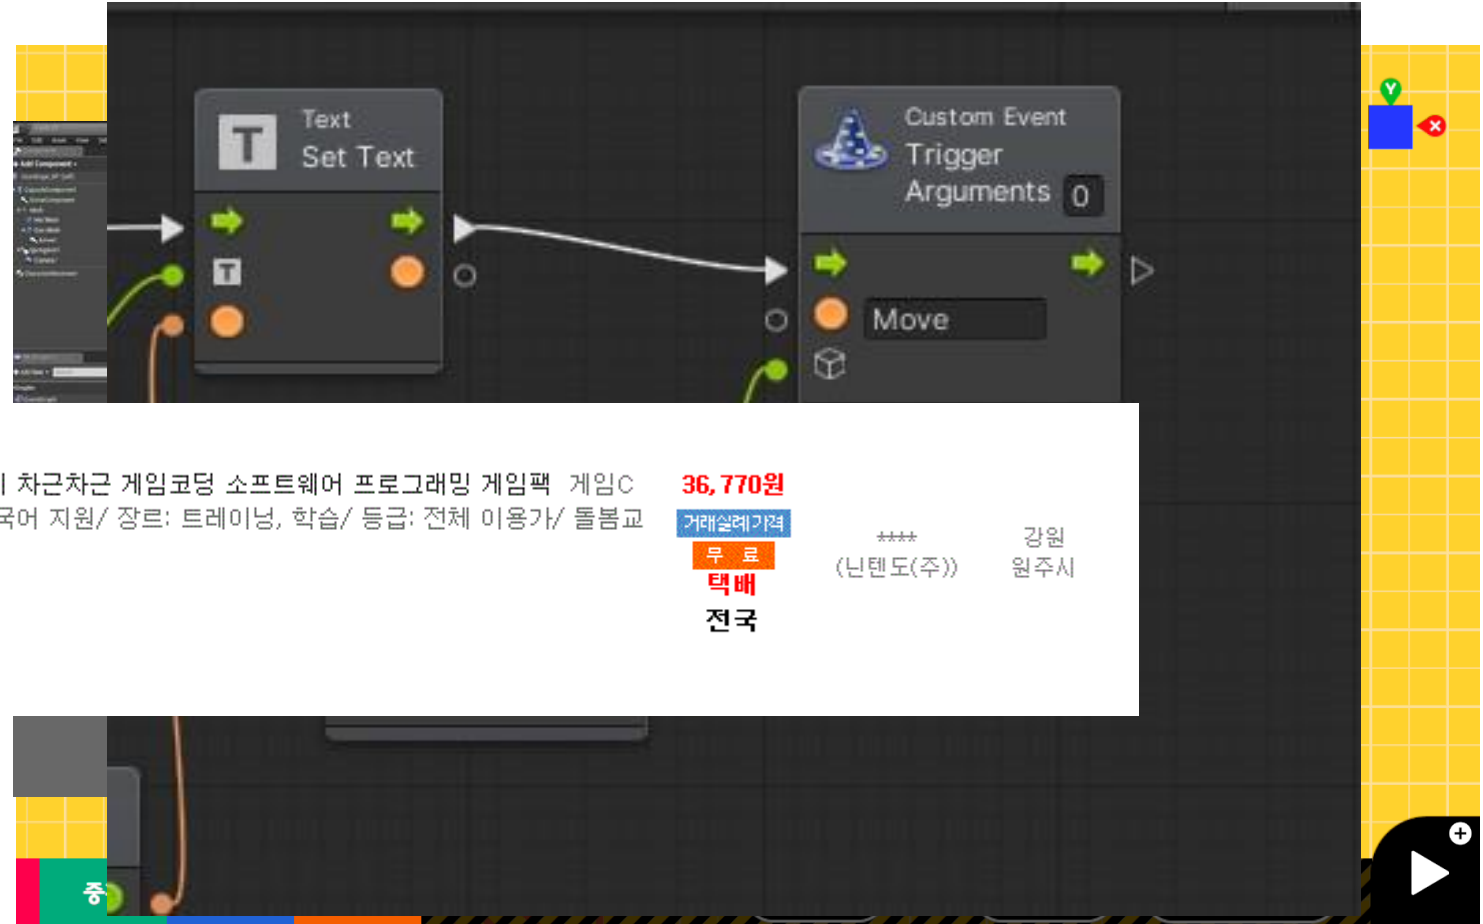 Text
Set Text
Custom Event
Trigger
Arguments 0
Move
차근차근 게임코딩 소프트웨어 프로그래밍 게임팩 게임C
국어 지원/ 장르: 트레이닝, 학습/ 등급: 전체 이용가/ 돌봄교
36,770원
거래실례가격
무 료
택배
전국
****
(닌텐도(주))
강원
원주시
Y
X
중